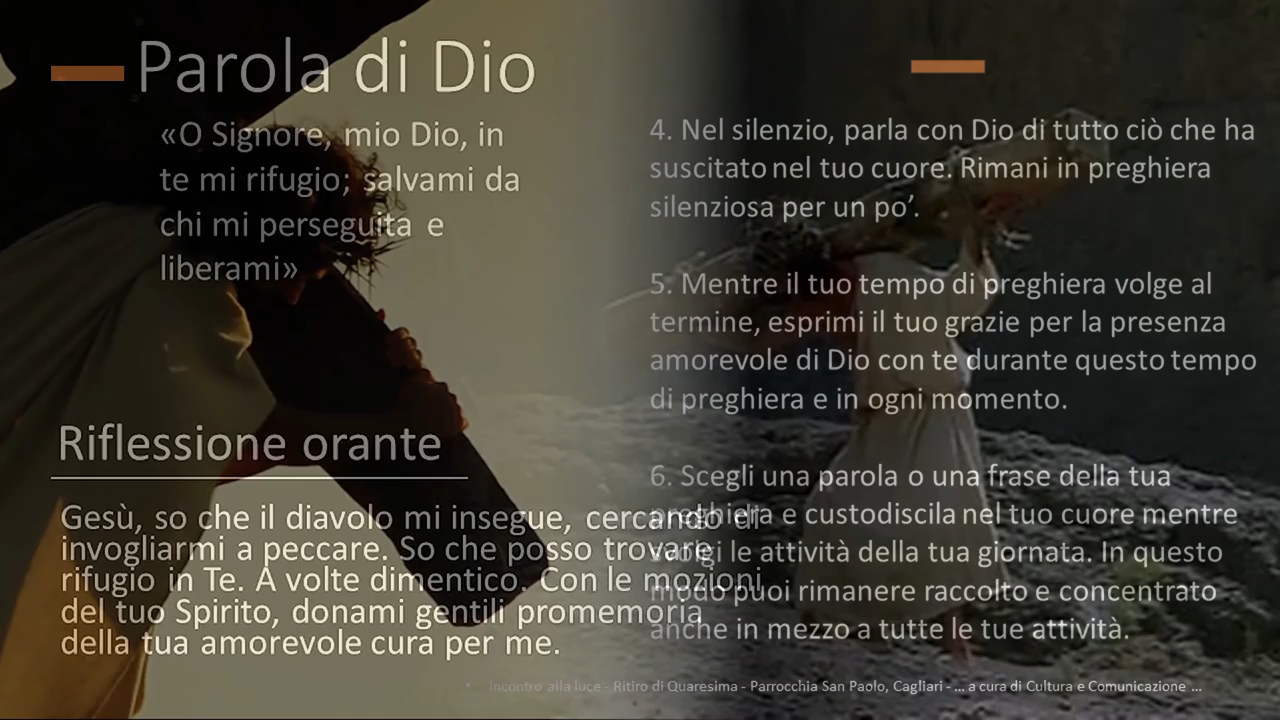 Parola di Dio
«O Signore, mio Dio, in
te mi rifugio; salvami da
chi mi perseguita e
liberami»
Riflessione orante
Gesù, so che il diavolo mi insegue, cercando di
invogliarmi a peccare. So che posso trovare
rifugio in Te. A volte dimentico. Con le mozioni
del tuo Spirito, donami gentili promemoria
della tua amorevole cura per me.
4. Nel silenzio, parla con Dio di tutto ciò che ha
suscitato nel tuo cuore. Rimani in preghiera
silenziosa per un po’.
5. Mentre il tuo tempo di preghiera volge al
termine, esprimi il tuo grazie per la presenza
amorevole di Dio con te durante questo tempo
di preghiera e in ogni momento.
6. Scegli una parola o una frase della tua
preghiera e custodiscila nel tuo cuore mentre
svolgi le attività della tua giornata. In questo
modo puoi rimanere raccolto e concentrato
anche in mezzo a tutte le tue attività.
Incontro alla luce - Ritiro di Quaresima - Parrocchia San Paolo, Cagliari - ... a cura di Cultura e Comunicazione ...